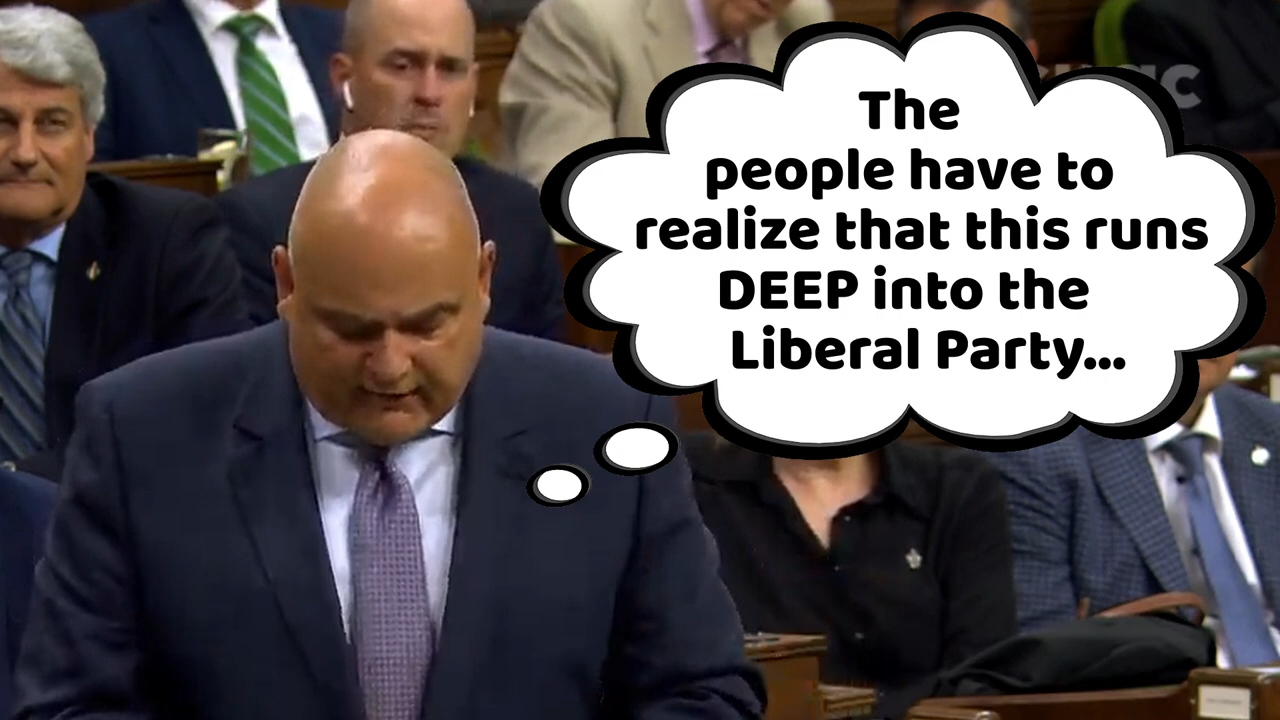 The
people have to
realize that this runs
DEEP into the
Liberal Party...